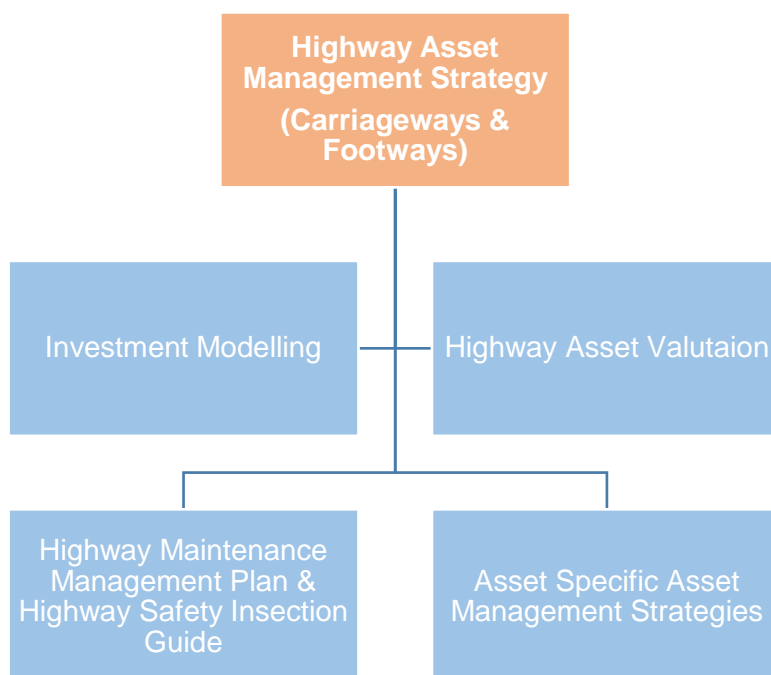 Highway Asset
Management Strategy
(Carriageways &
Footways)
Investment Modelling
Highway Asset Valutaion
Highway Maintenance
Management Plan &
Highway Safety Insection
Guide
Asset Specific Asset
Management Strategies